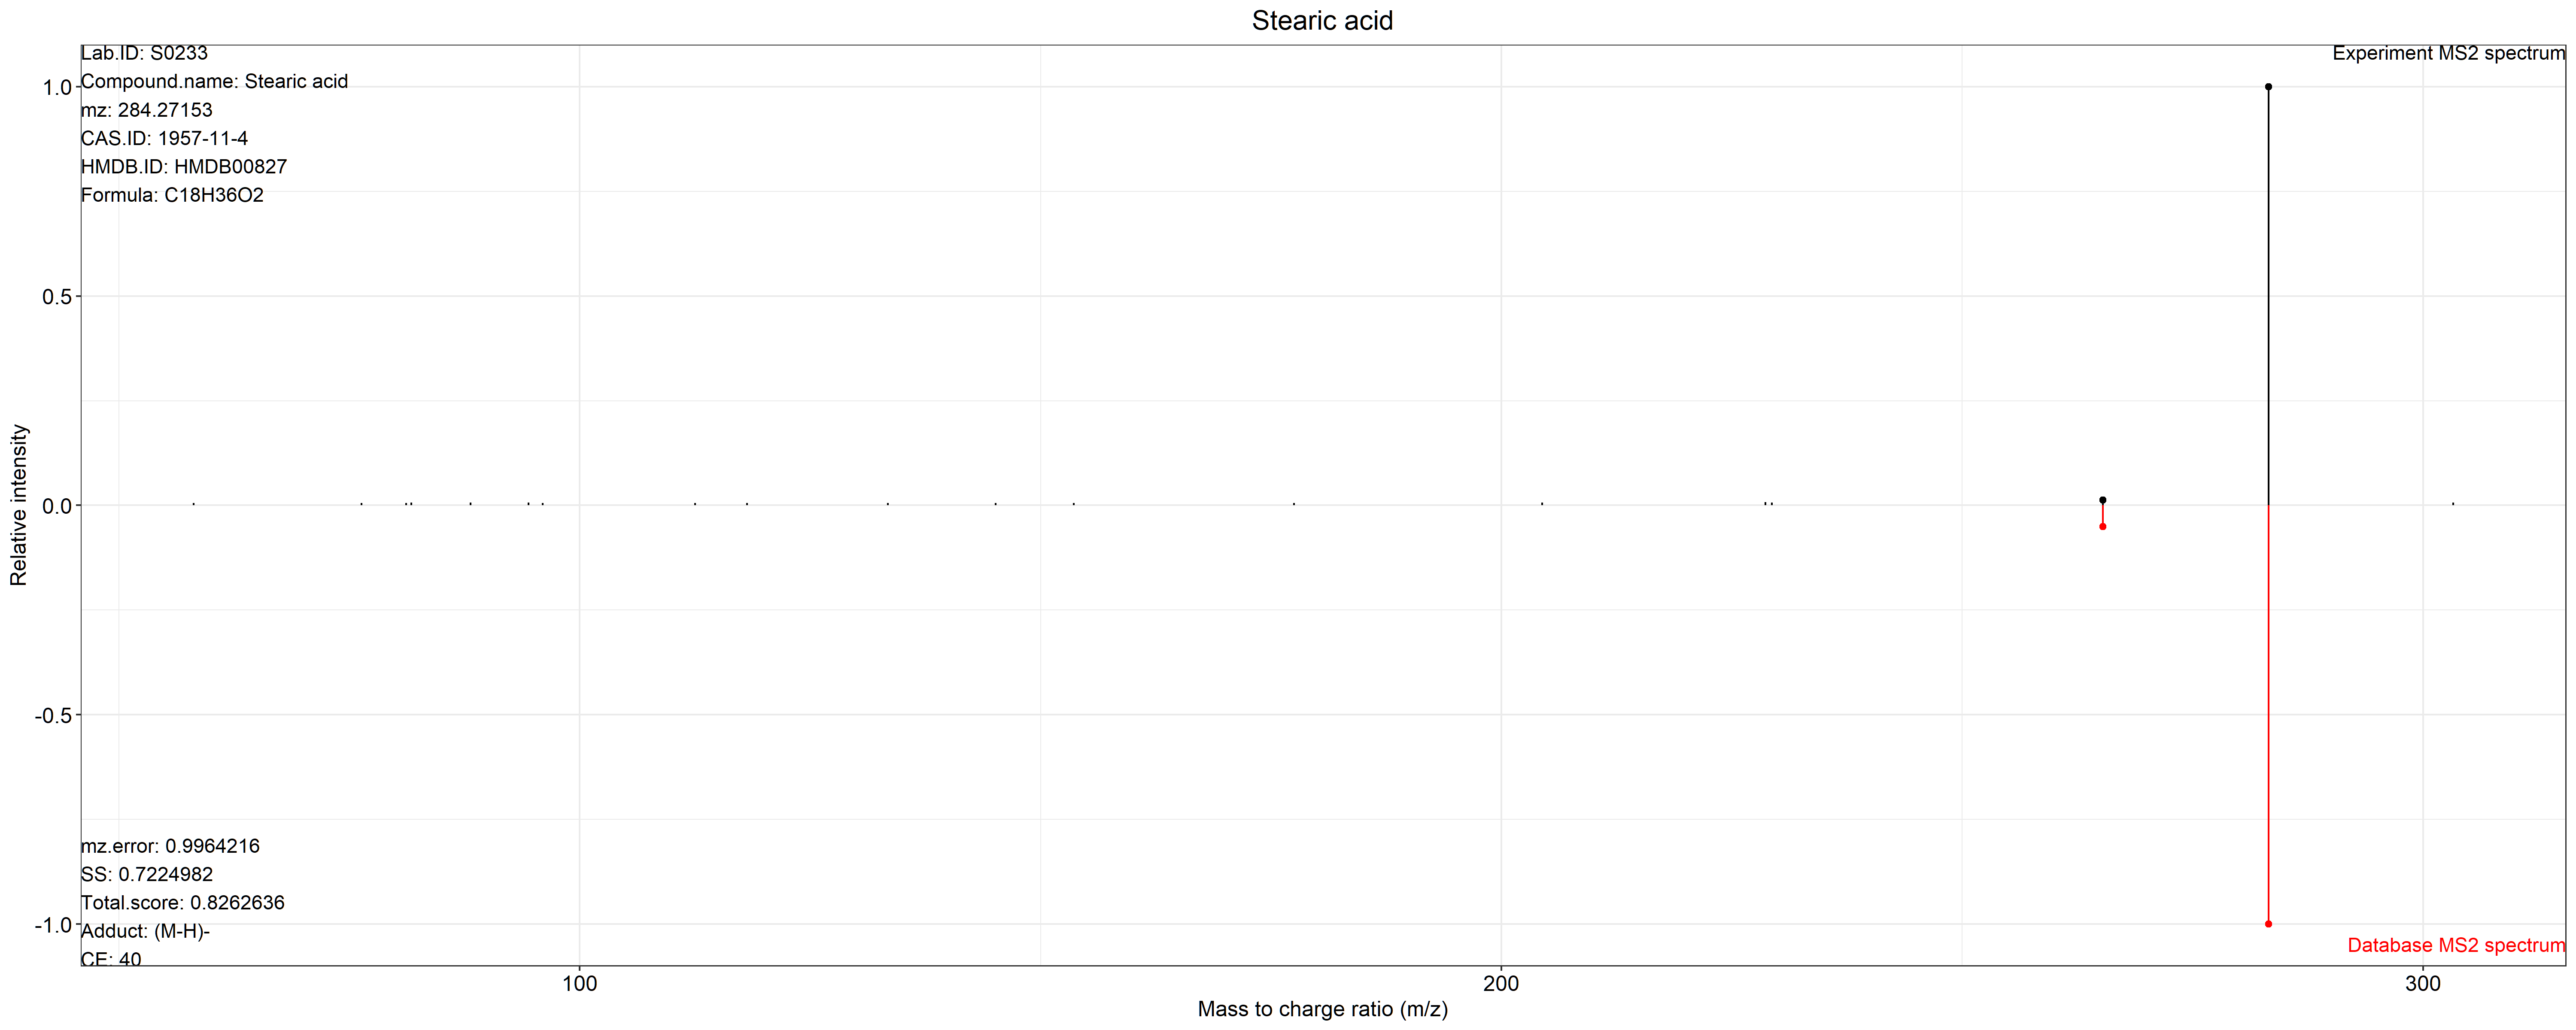 Stearic acid
Lab.ID: S0233
Experiment MS2 spectrum
Compound.name: Stearic acid
mz: 284.27153
CAS.ID: 1957-11-4
HMDB.ID: HMDB00827
Formula: C18H36O2
1.0
0.5
0.0
-0.5
-1.0
Relative intensity
mz.error: 0.9964216
SS: 0.7224982
Total.score: 0.8262636
Adduct: (M-H)-
CE: 40
Database MS2 spectrum
100
200
300
Mass to charge ratio (m/z)